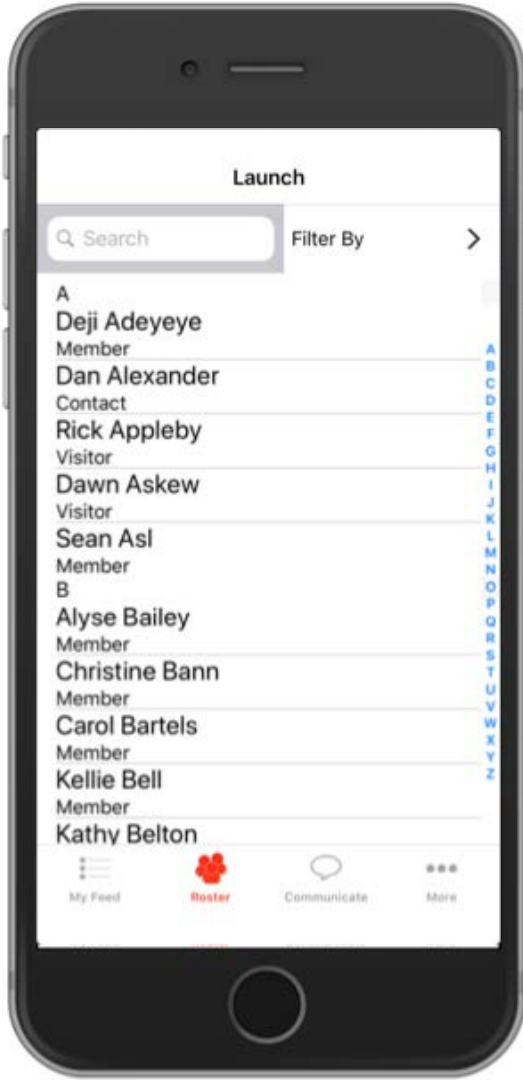 Launch
Search
Filter By
A
Deji Adeyeye
Member
Dan Alexander
Contact
Rick Appleby
Visitor
Dawn Askew
Visitor
Sean Asl
Member
B
Alyse Bailey
Member
Christine Bann
Member
Carol Bartels
Member
Kellie Bell
Member
Kathy Belton
A
B
C
D
E
F
G
H
I
J
K
L
M
N
O
P
Q
R
S
T
U
V
W
X
Y
Z
My Feed
Roster
Communicate
More